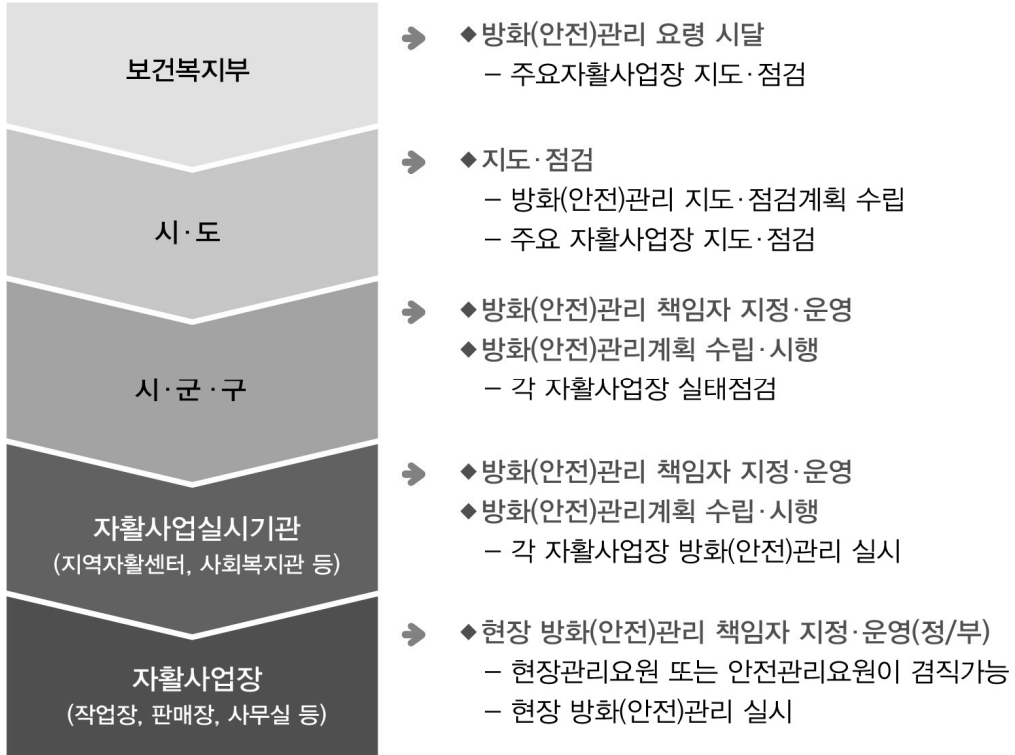 보건복지부
➔ ◆방화(안전)관리 요령 시달
– 주요자활사업장 지도·점검
시·도
➔ ◆지도·점검
– 방화(안전)관리 지도·점검계획 수립
– 주요 자활사업장 지도·점검
시·군·구
➔ ◆방화(안전)관리 책임자 지정·운영
◆방화(안전)관리계획 수립·시행
– 각 자활사업장 실태점검
자활사업실시기관
(지역자활센터, 사회복지관 등)
➔ ◆방화(안전)관리 책임자 지정·운영
◆방화(안전)관리계획 수립·시행
– 각 자활사업장 방화(안전)관리 실시
자활사업장
(작업장, 판매장, 사무실 등)
➔ ◆현장 방화(안전)관리 책임자 지정·운영(정/부)
– 현장관리요원 또는 안전관리요원이 겸직가능
– 현장 방화(안전)관리 실시